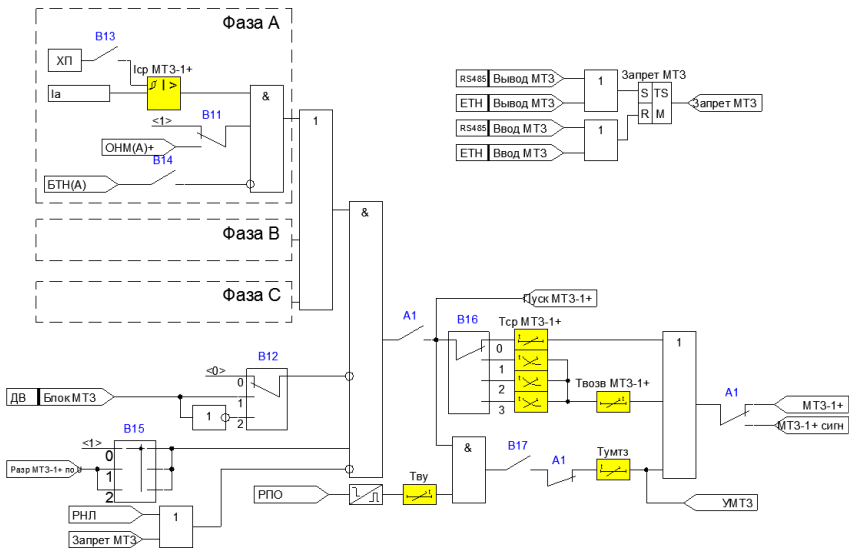 Фаза А
В13
ХП
Iср МТЗ-1+
I >
Ia
&
<1>
В11
ОНМ(А)+
В14
БТН(А)
1
RS485 Вывод МТЗ
ETH Вывод МТЗ
1
RS485 Ввод МТЗ
ETH Ввод МТЗ
1
Запрет МТЗ
S TS
R M
Запрет МТЗ
Фаза В
Фаза С
&
А1
Пуск МТЗ-1+
В16
0
1
2
3
Тср МТЗ-1+
t
Твозв МТЗ-1+
t
1
А1
МТЗ-1+
МТЗ-1+ сигн
В12
<0>
0
1
2
ДВ Блок МТЗ
1
В15
<1>
0
1
2
Разр МТЗ-1+ по U
РНЛ
Запрет МТЗ
1
РПО
Тву
t
&
В17
А1
Тумтз
t
УМТЗ